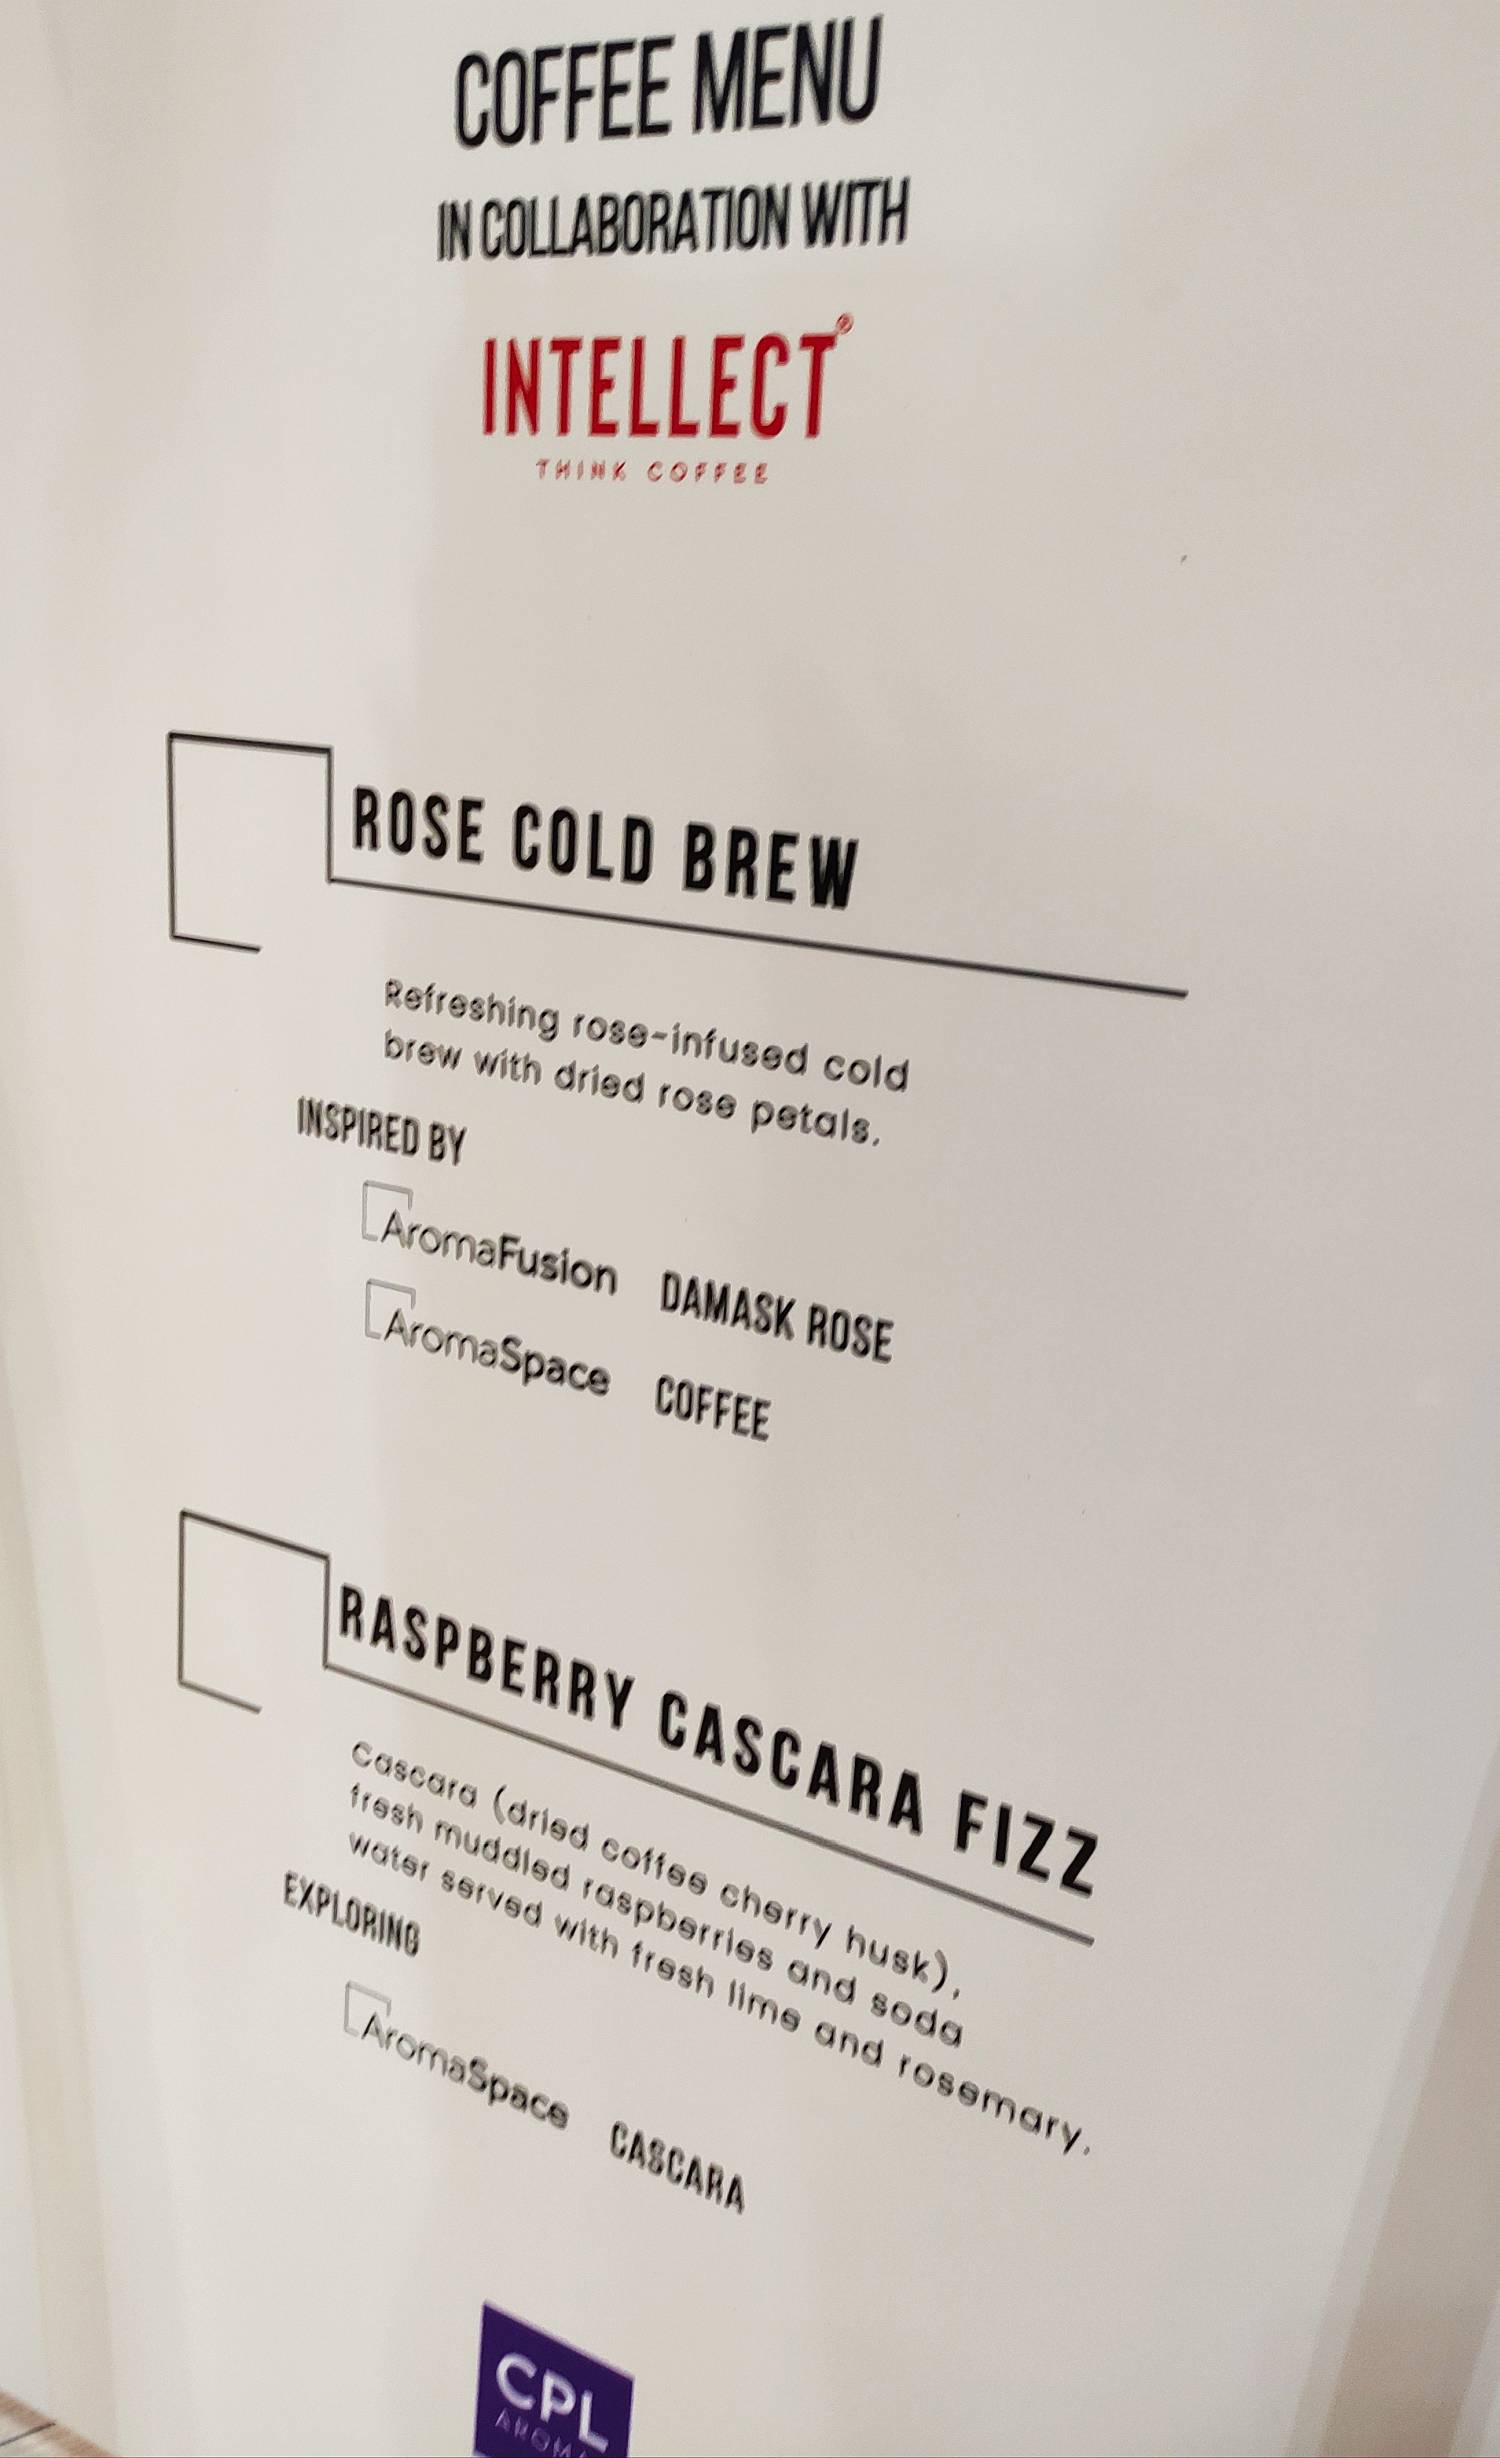 COFFEE MENU
IN COLLABORATION WITH
INTELLECT®
THINK COFFEE
ROSE COLD BREW
Refreshing rose-infused cold
brew with dried rose petals.
INSPIRED BY
AromaFusion DAMASK ROSE
AromaSpace COFFEE
RASPBERRY CASCARA FIZZ
Cascara (dried coffee cherry husk),
fresh muddled raspberries and soda
water served with fresh lime and rosemary.
EXPLORING
AromaSpace CASCARA
CPL